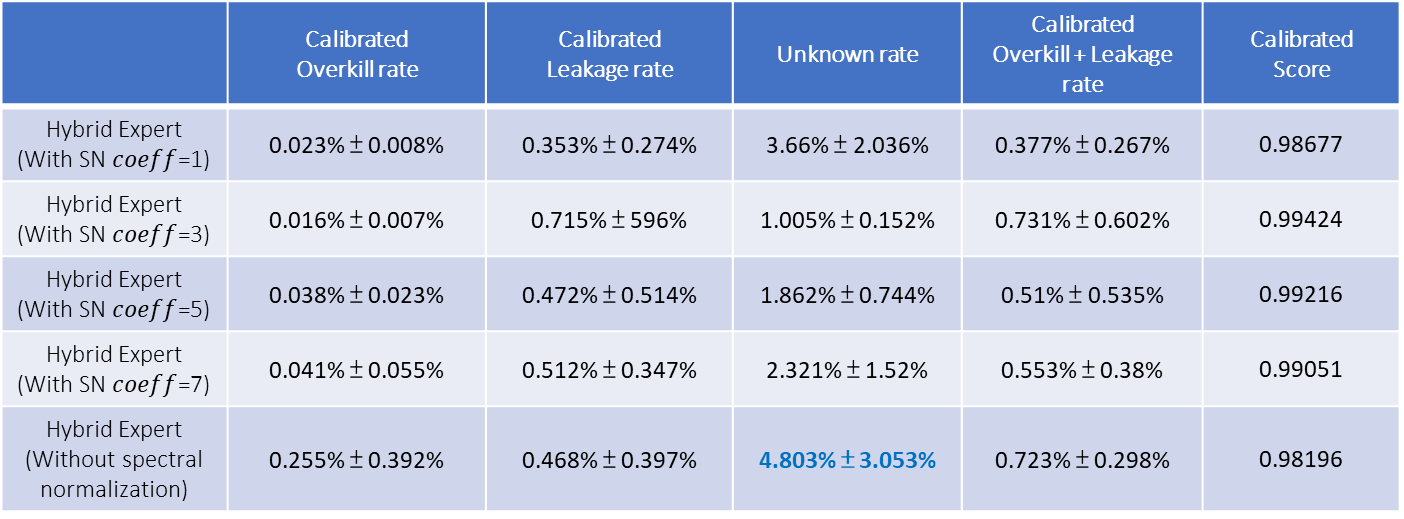 Calibrated
Overkill rate
Calibrated
Leakage rate
Unknown rate
Calibrated
Overkill + Leakage
rate
Calibrated
Score
Hybrid Expert
(With SN coeff=1)
0.023% ± 0.008%
0.353% ± 0.274%
3.66% ± 2.036%
0.377% ± 0.267%
0.98677
Hybrid Expert
(With SN coeff=3)
0.016% ± 0.007%
0.715% ± 596%
1.005% ± 0.152%
0.731% ± 0.602%
0.99424
Hybrid Expert
(With SN coeff=5)
0.038% ± 0.023%
0.472% ± 0.514%
1.862% ± 0.744%
0.51% ± 0.535%
0.99216
Hybrid Expert
(With SN coeff=7)
0.041% ± 0.055%
0.512% ± 0.347%
2.321% ± 1.52%
0.553% ± 0.38%
0.99051
Hybrid Expert
(Without spectral
normalization)
0.255% ± 0.392%
0.468% ± 0.397%
4.803% ± 3.053%
0.723% ± 0.298%
0.98196